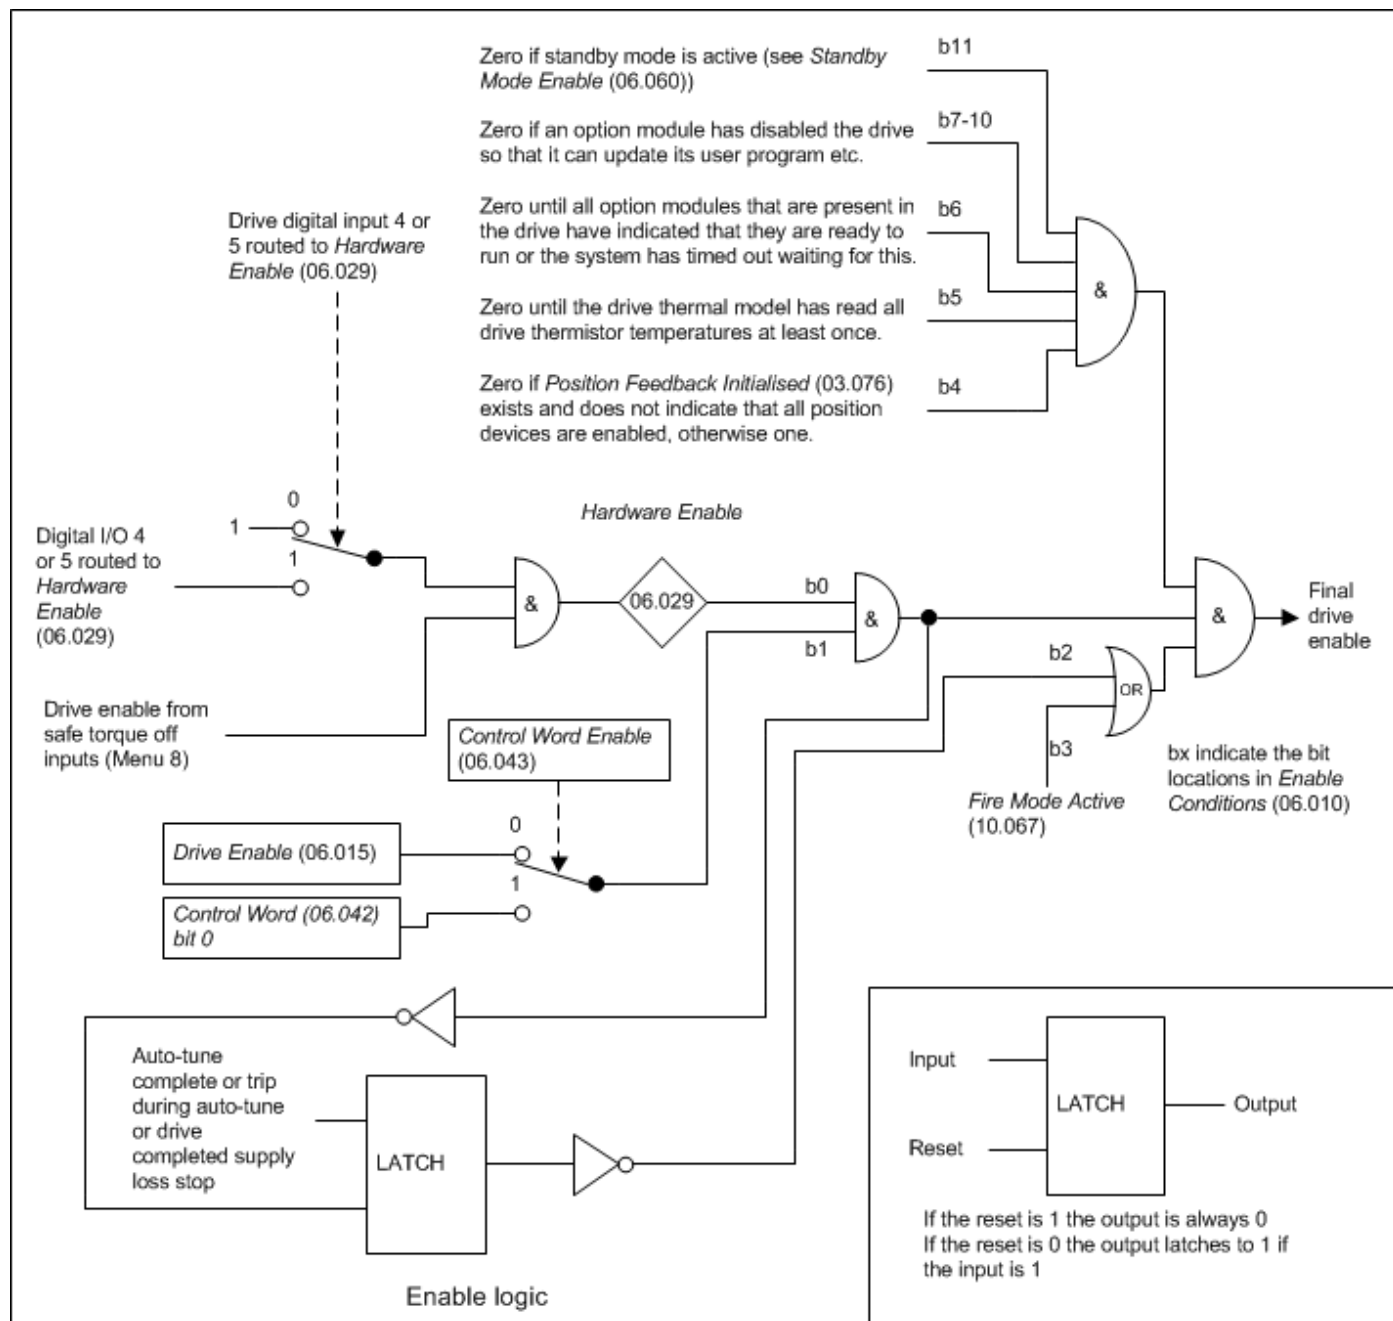 Zero if standby mode is active (see Standby
Mode Enable (06.060))
b11
Zero if an option module has disabled the drive
so that it can update its user program etc.
b7-10
Zero until all option modules that are present in
the drive have indicated that they are ready to
run or the system has timed out waiting for this.
b6
Zero until the drive thermal model has read all
drive thermistor temperatures at least once.
b5
Zero if Position Feedback Initialised (03.076)
exists and does not indicate that all position
devices are enabled, otherwise one.
b4
&
Drive digital input 4 or
5 routed to Hardware
Enable (06.029)
0
1
1
Digital I/O 4
or 5 routed to
Hardware
Enable
(06.029)
Drive enable from
safe torque off
inputs (Menu 8)
&
Hardware Enable
06.029
b0
b1
&
b2
b3
OR
Fire Mode Active
(10.067)
&
Final
drive
enable
bx indicate the bit
locations in Enable
Conditions (06.010)
Control Word Enable
(06.043)
0
1
Drive Enable (06.015)
Control Word (06.042)
bit 0
Auto-tune
complete or trip
during auto-tune
or drive
completed supply
loss stop
LATCH
Enable logic
Input
Reset
LATCH
Output
If the reset is 1 the output is always 0
If the reset is 0 the output latches to 1 if
the input is 1